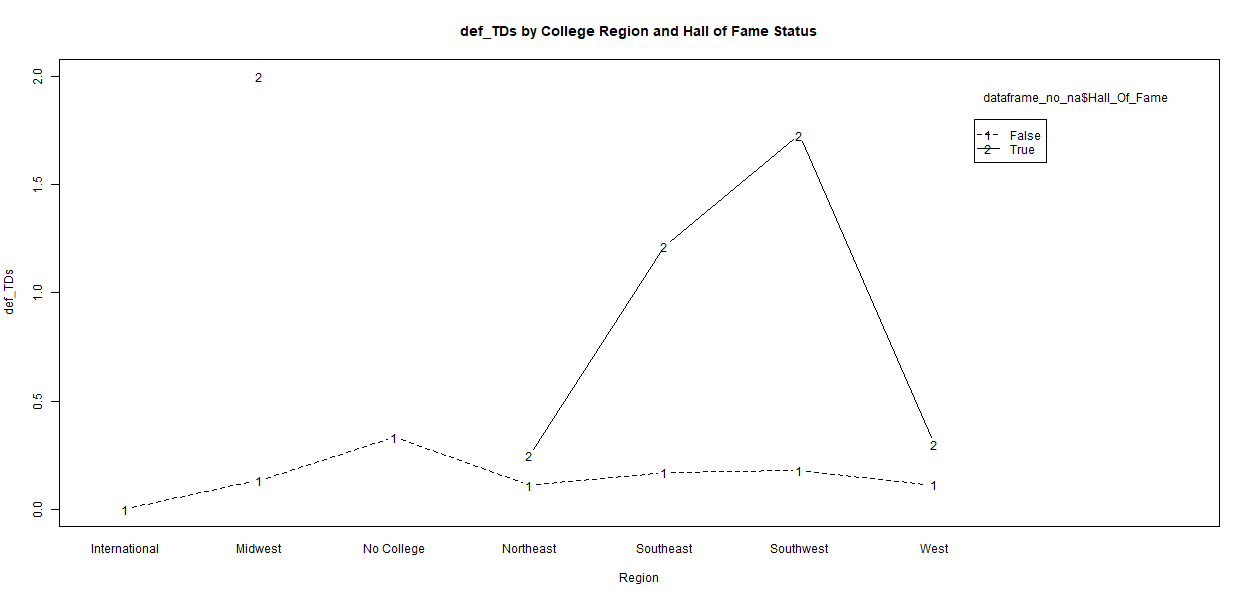 def_TDs by College Region and Hall of Fame Status
2.0
1.5
1.0
0.5
0.0
def_TDs
2
2
2
2
2
1
1
1
1
1
1
1
dataframe_no_na$Hall_Of_Fame
1 False
2 True
International Midwest No College Northeast Southeast Southwest West
Region